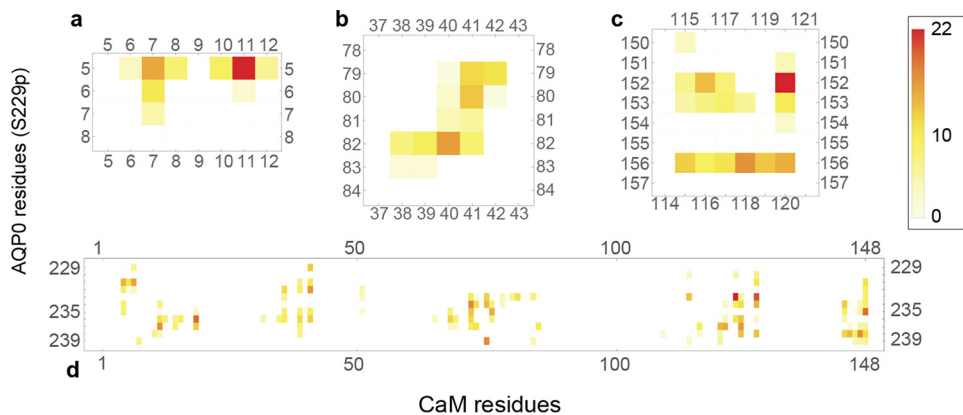 a
5 6 7 8 9 10 11 12
5 5
6 6
7 7
8 8
5 6 7 8 9 10 11 12
b
37 38 39 40 41 42 43
78 78
79 79
80 80
81 81
82 82
83 83
84 84
37 38 39 40 41 42 43
c
115 117 119 121
150 150
151 151
152 152
153 153
154 154
155 155
156 156
157 157
114 116 118 120
22
10
0
AQP0 residues (S229p)
1 50 100 148
229 229
235 235
239 239
d
1 50 100 148
CaM residues